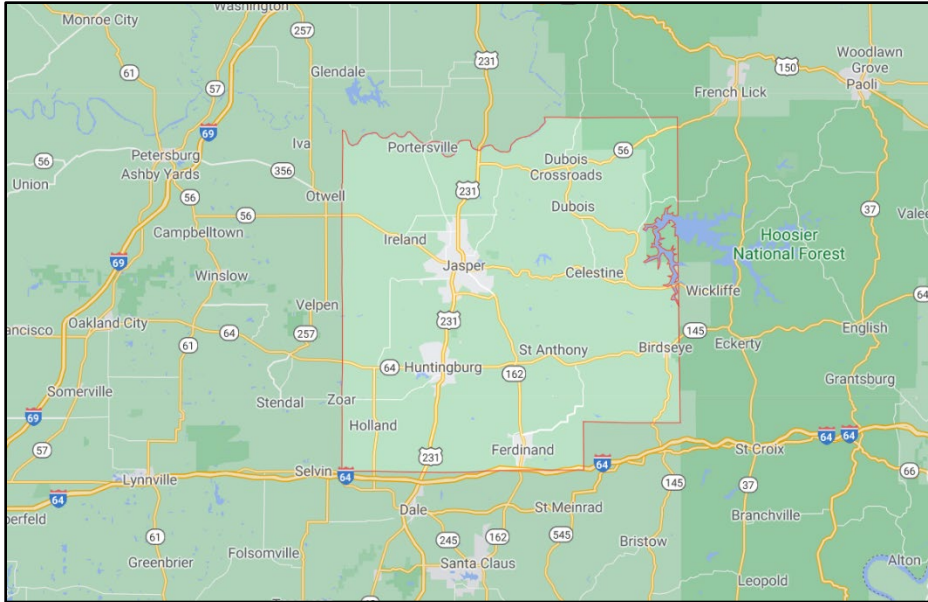 Washington
Monroe City
257
231
61
Glendale
150
Woodlawn
Grove
Paoli
57
French Lick
69
Iva
Portersville
56
56
Petersburg
Ashby Yards
356
Dubois
Crossroads
Union
56
Otwell
231
Dubois
37
56
Campbelltown
Ireland
Hoosier
National Forest
69
Winslow
Jasper
Celestine
Wickliffe
64
Velpen
Oakland City
64
257
231
145
English
61
St Anthony
Birdseye
Eckerty
64
Huntingburg
162
Somerville
Stendal
Zoar
Grantsburg
69
Holland
57
Ferdinand
64
64
231
St Croix
Lynnville
Selvin
64
64
66
64
145
37
Dale
St Meinrad
Branchville
61
245
162
545
Bristow
Folsomville
Greenbrier
Santa Claus
Alton
Leopold